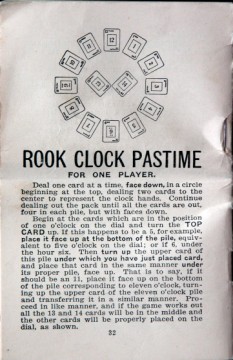 ROOK CLOCK PASTIME
FOR ONE PLAYER.
Deal one card at a time, face down, in a circle
beginning at the top, dealing two cards to the
center to represent the clock hands. Continue
dealing out the pack until all the cards are out,
four in each pile, but with faces down.
Begin at the cards which are in the position
of one o'clock on the dial and turn the TOP
CARD up. If this happens to be a 5, for example,
place it face up at the bottom of the pile, equiv-
alent to five o'clock on the dial; or if 6, under
the hour six. Then turn up the upper card of
this pile under which you have just placed card,
and place that card in the same manner under
its proper pile, face up. That is to say, if it
should be an 11, place it face up on the bottom
of the pile corresponding to eleven o'clock, turn-
ing up the upper card of the eleven o'clock pile
and transferring it in a similar manner. Pro-
ceed in like manner, and if the game works out
all the 13 and 14 cards will be in the middle and
the other cards will be properly placed on the
dial, as shown.
32